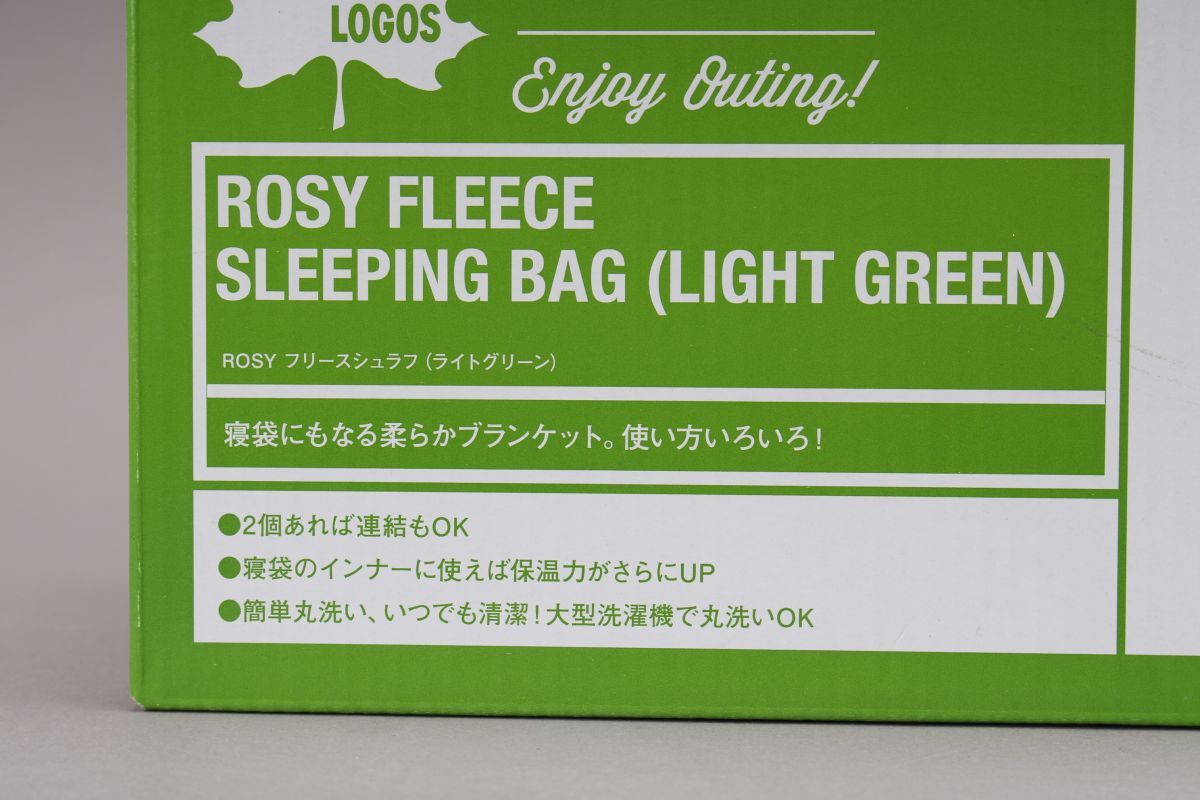 LOGOS
Enjoy Outing!
ROSY FLEECE
SLEEPING BAG (LIGHT GREEN)
ROSY フリースシュラフ（ライトグリーン）
寝袋にもなる柔らかブランケット。使い方いろいろ！
●2個あれば連結もOK
●寝袋のインナーに使えば保温力がさらにUP
●簡単丸洗い、いつでも清潔！大型洗濯機で丸洗いOK